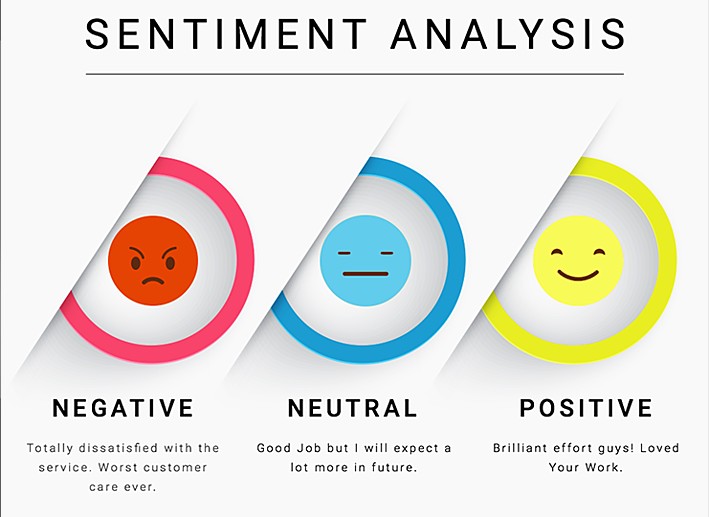 SENTIMENT ANALYSIS
NEGATIVE
Totally dissatisfied with the
service. Worst customer
care ever.
NEUTRAL
Good Job but I will expect a
lot more in future.
POSITIVE
Brilliant effort guys! Loved
Your Work.